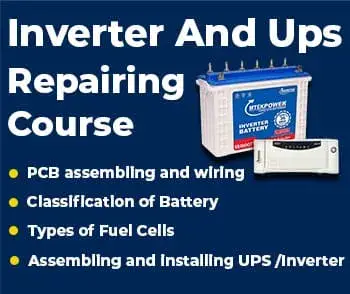 Inverter And Ups
Repairing
Course
MTEKPOWER
INVERTER
BATTERY
PCB assembling and wiring
Classification of Battery
Types of Fuel Cells
Assembling and installing UPS /Inverter